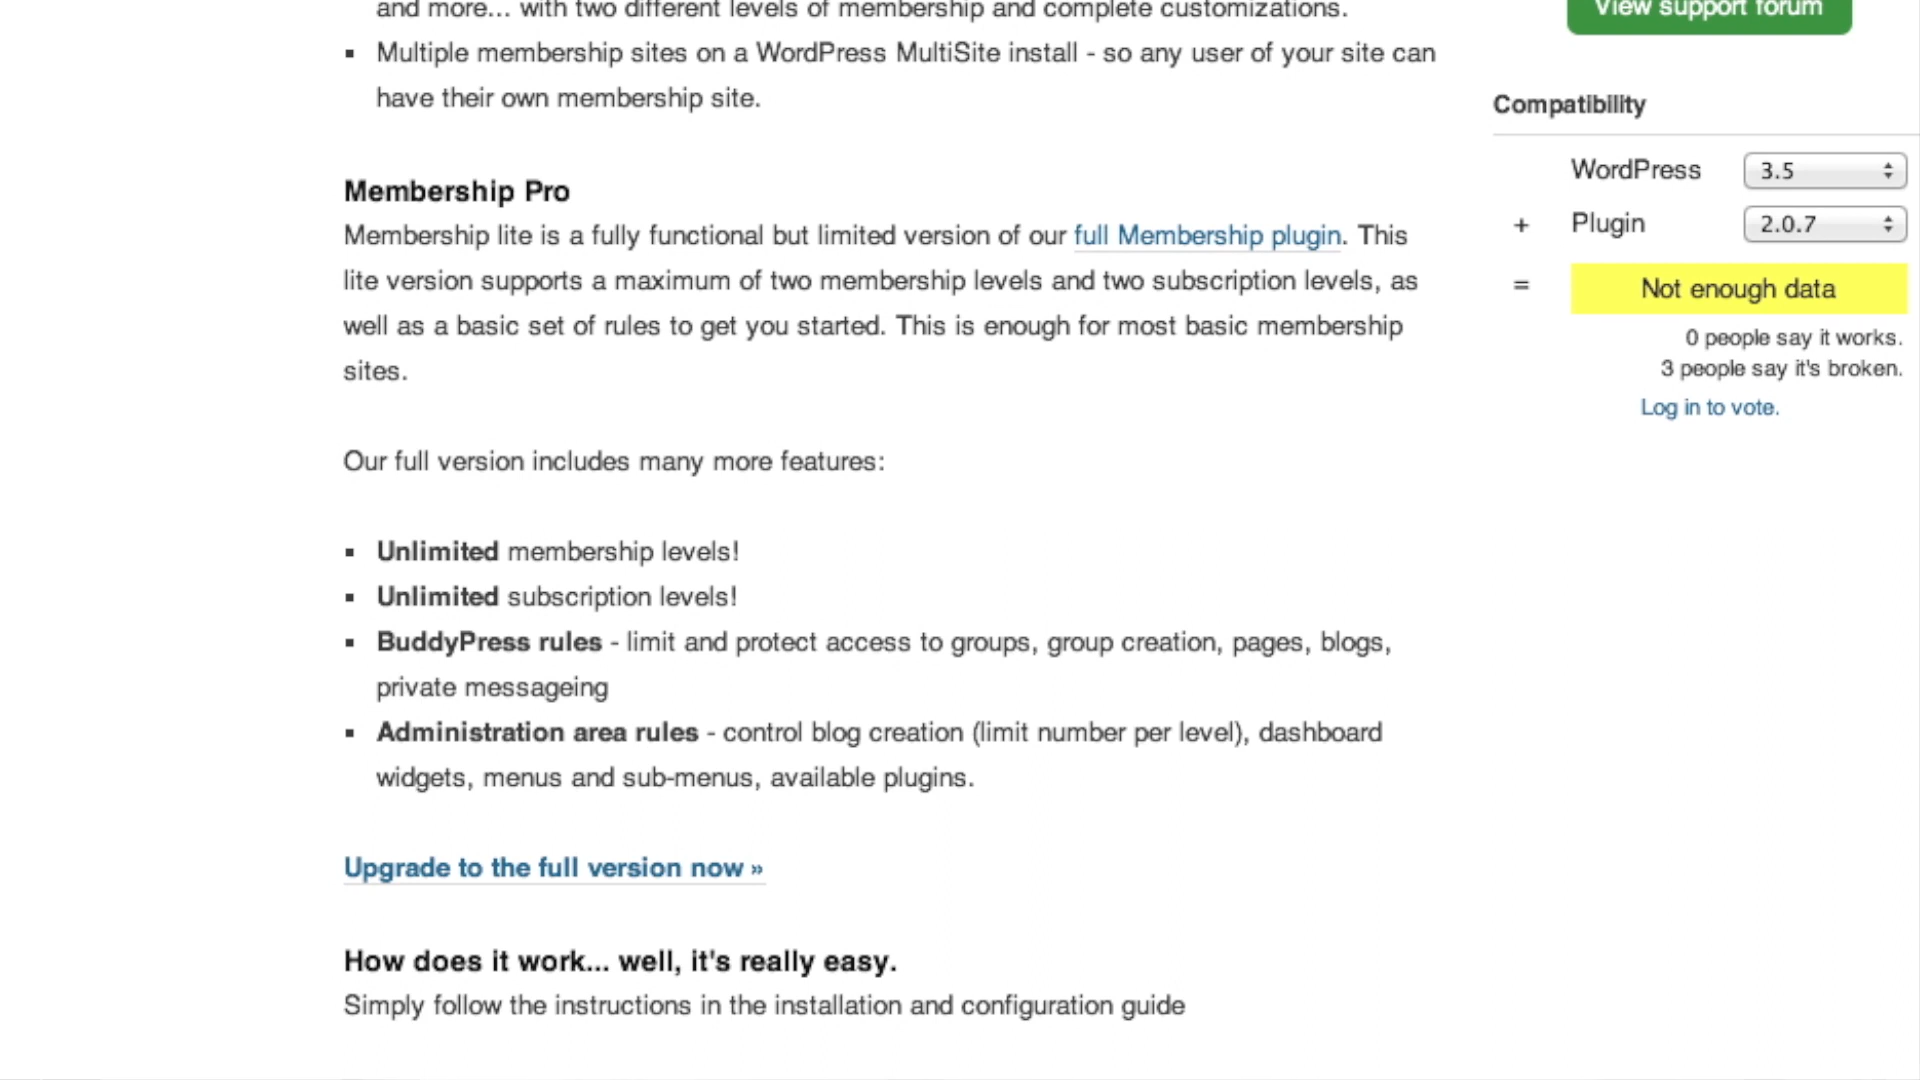 and more... with two different levels of membership and complete customizations.
▪ Multiple membership sites on a WordPress MultiSite install - so any user of your site can
have their own membership site.
Membership Pro
Membership lite is a fully functional but limited version of our full Membership plugin. This
lite version supports a maximum of two membership levels and two subscription levels, as
well as a basic set of rules to get you started. This is enough for most basic membership
sites.
Our full version includes many more features:
▪ Unlimited membership levels!
▪ Unlimited subscription levels!
▪ BuddyPress rules - limit and protect access to groups, group creation, pages, blogs,
private messageing
▪ Administration area rules - control blog creation (limit number per level), dashboard
widgets, menus and sub-menus, available plugins.
Upgrade to the full version now »
How does it work... well, it's really easy.
Simply follow the instructions in the installation and configuration guide
View support forum
Compatibility
WordPress 3.5
+ Plugin 2.0.7
= Not enough data
0 people say it works.
3 people say it's broken.
Log in to vote.